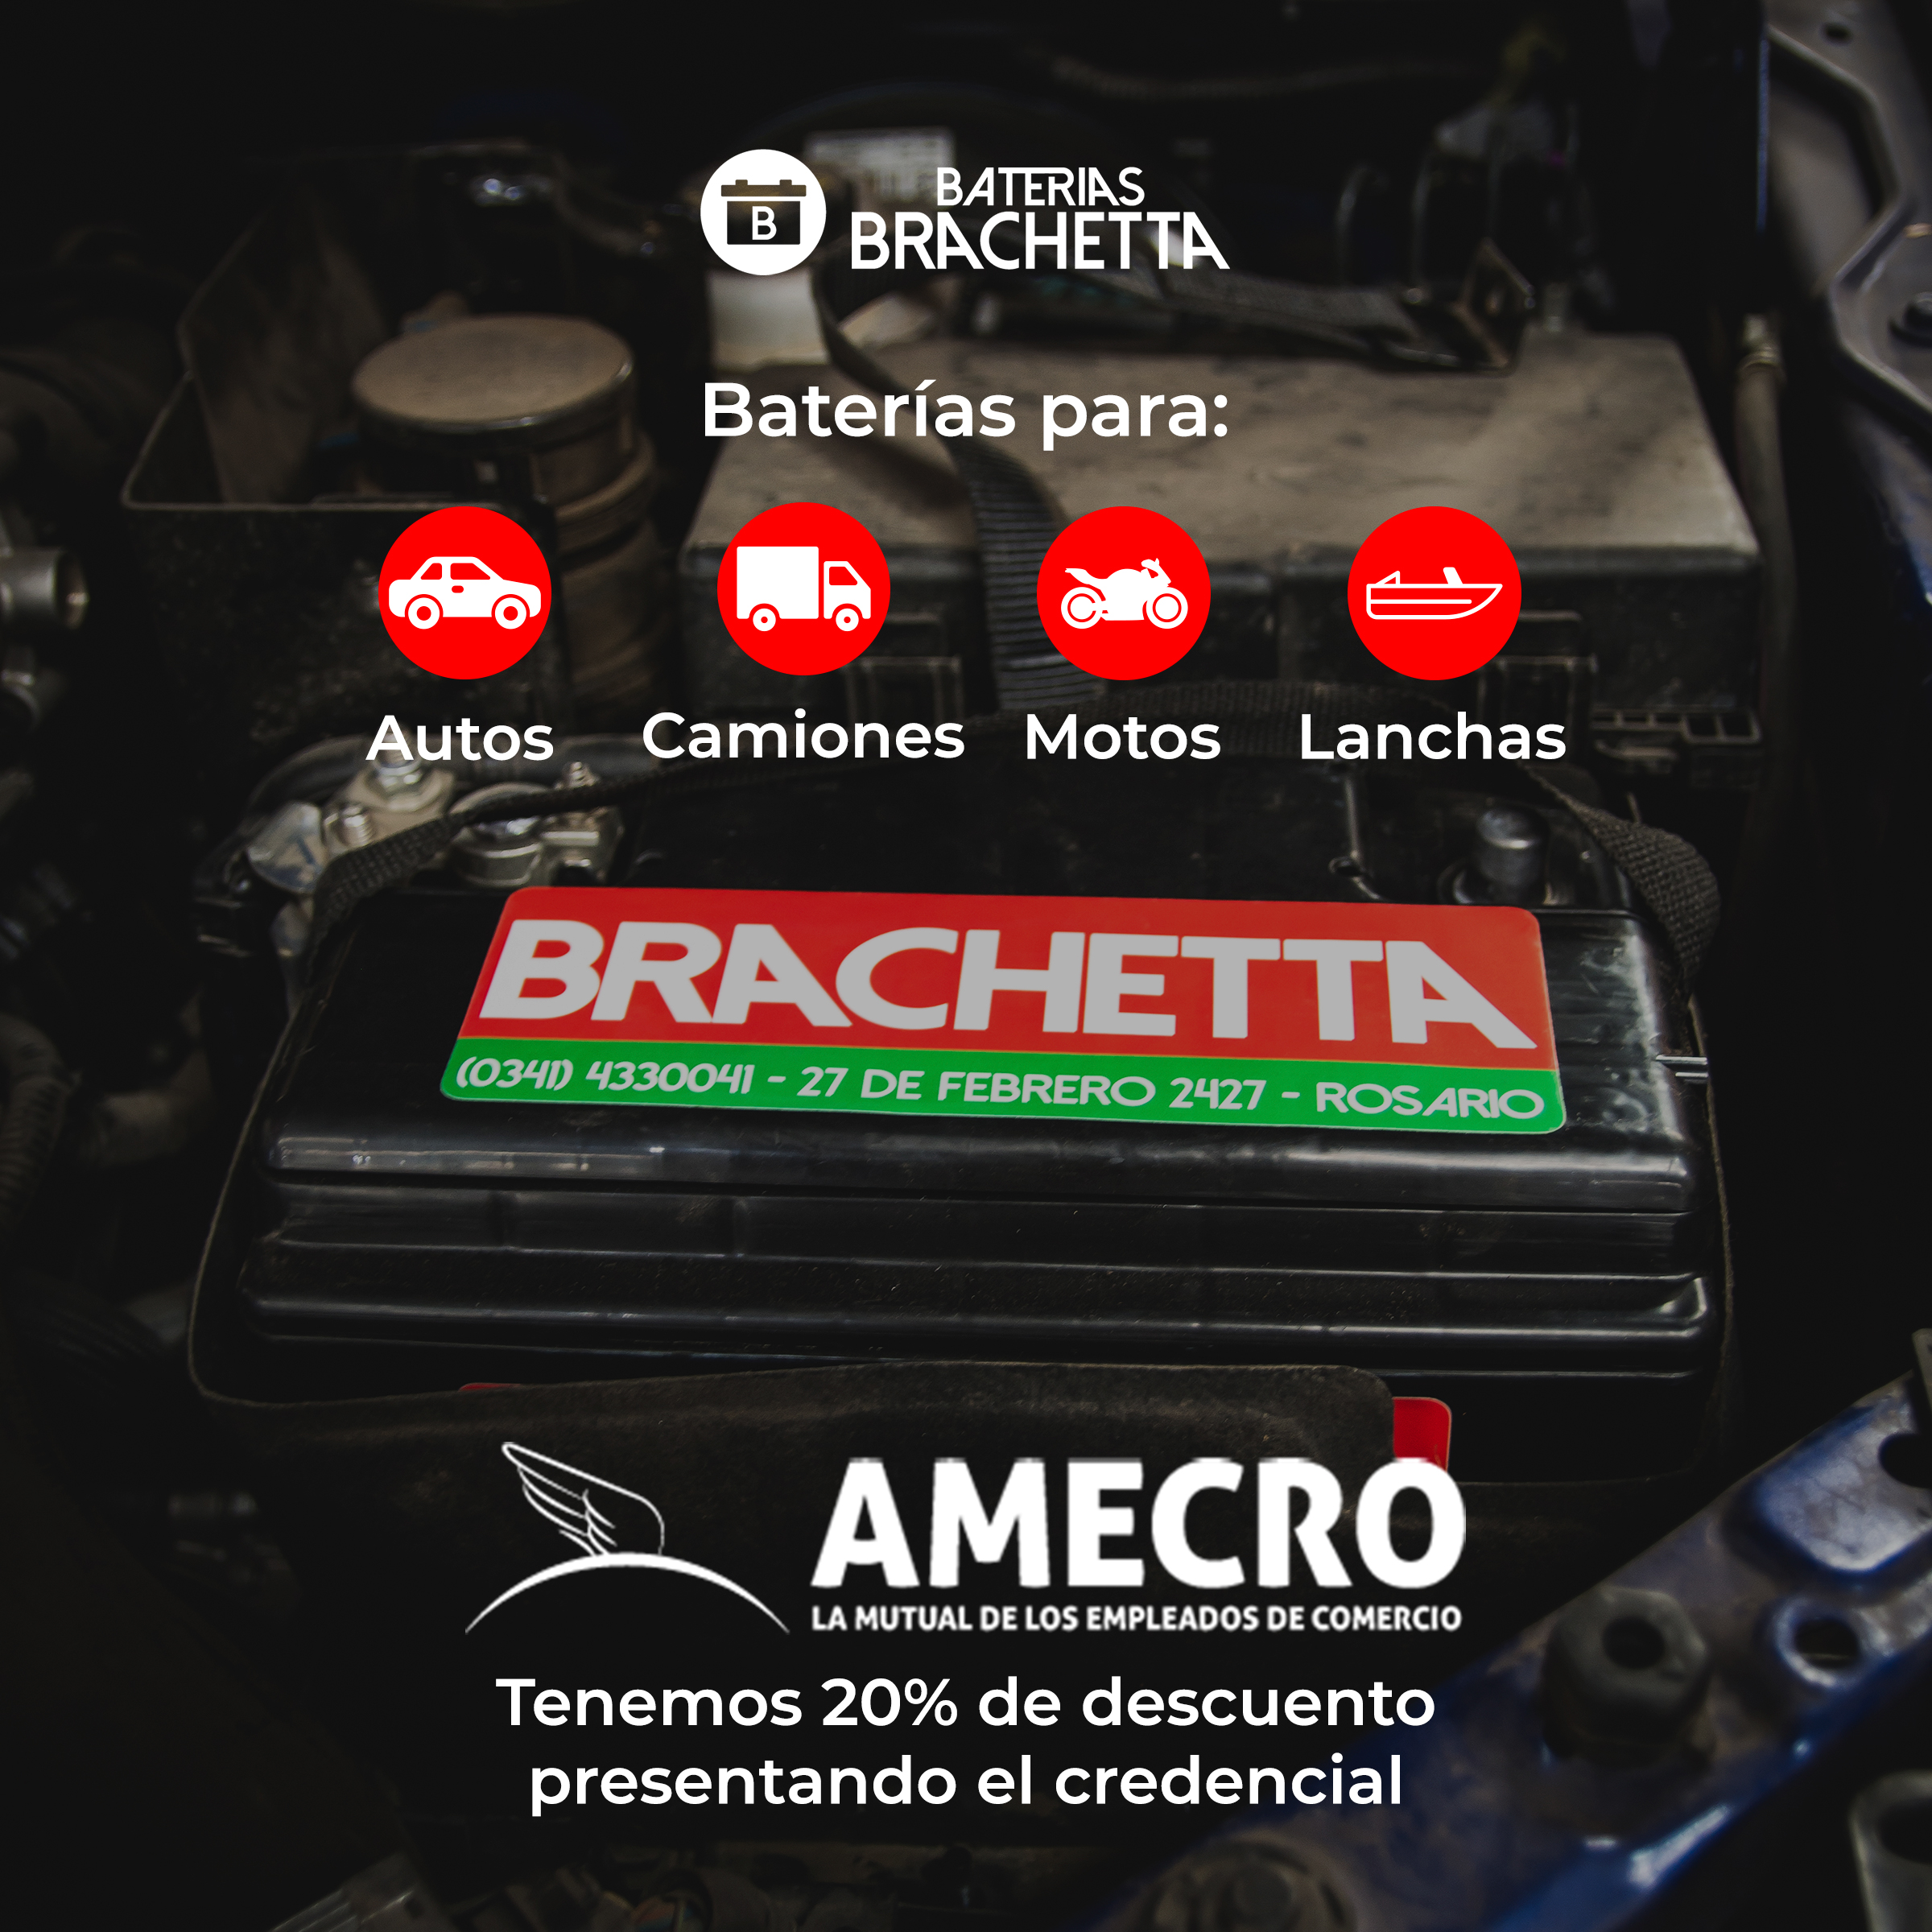 B
BATERIAS
BRACHETTA
Baterías para:
Autos Camiones Motos Lanchas
BRACHETTA
(0341) 4330041 - 27 DE FEBRERO 2427 - ROSARIO
AMECRO
LA MUTUAL DE LOS EMPLEADOS DE COMERCIO
Tenemos 20% de descuento
presentando el credencial